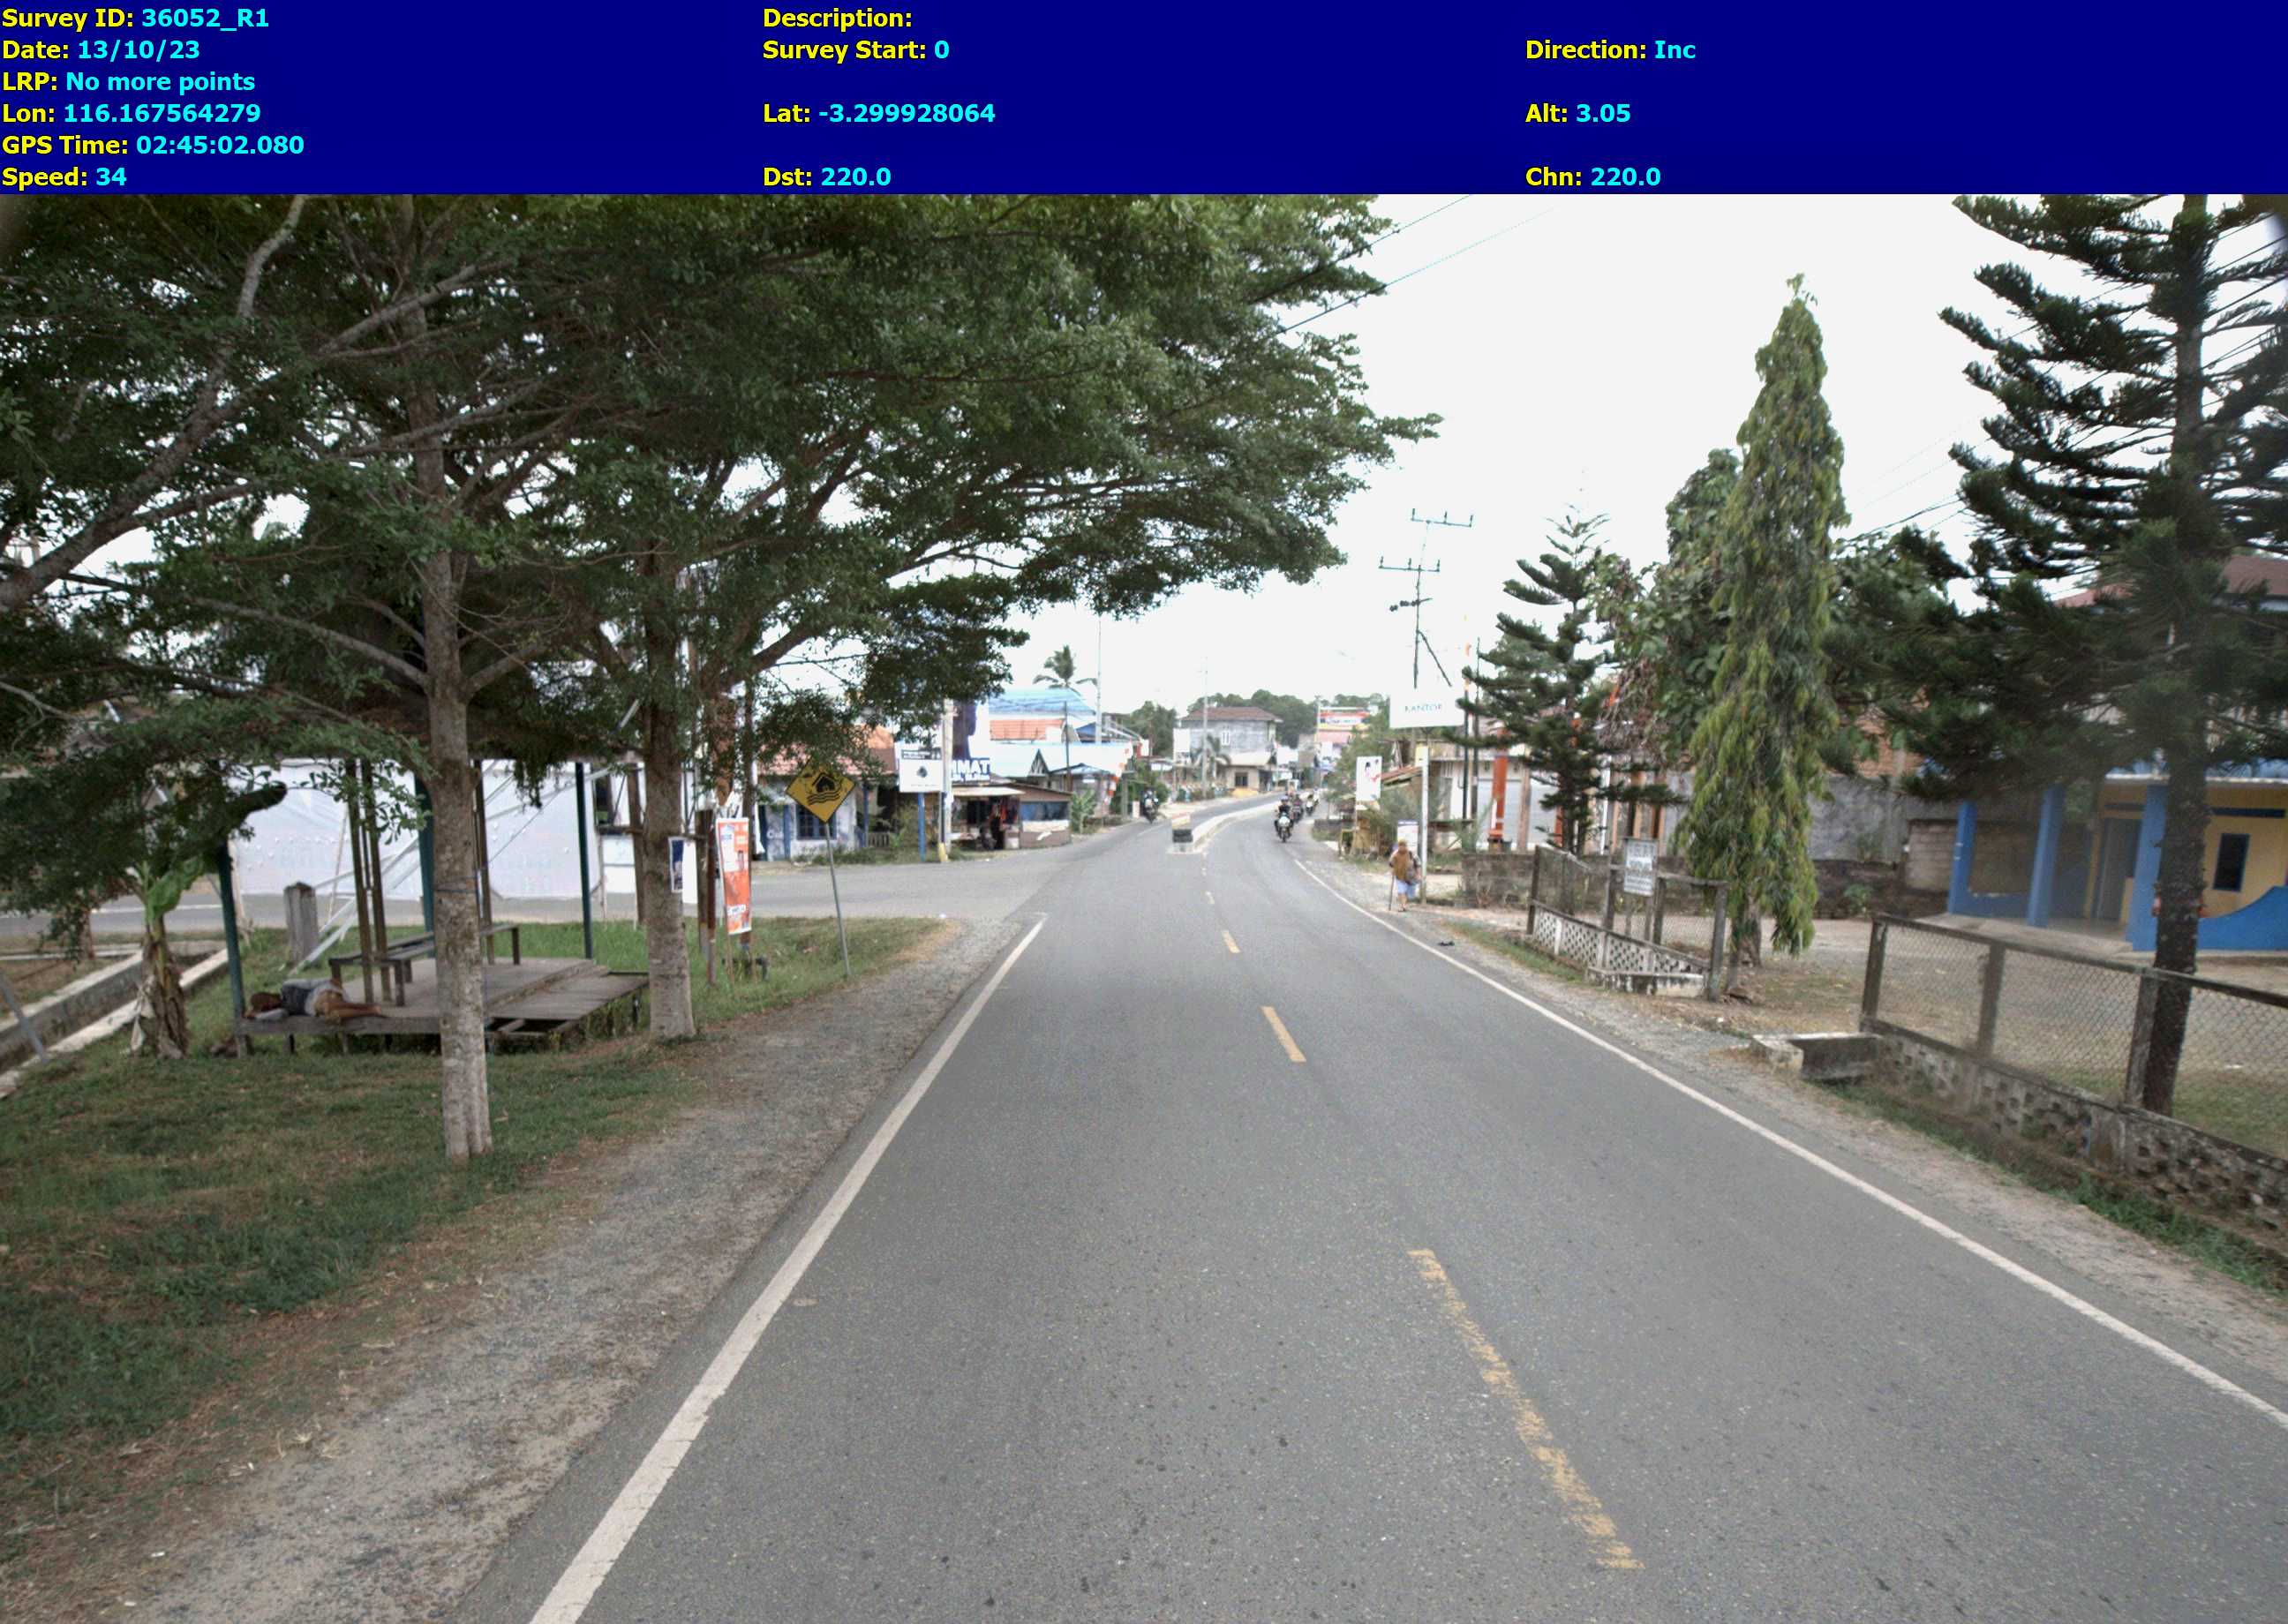 Survey ID: 36052_R1
Description:
Date: 13/10/23
Survey Start: 0
Direction: Inc
LRP: No more points
Lon: 116.167564279
Lat: -3.299928064
Alt: 3.05
GPS Time: 02:45:02.080
Speed: 34
Dst: 220.0
Chn: 220.0
KANTOR